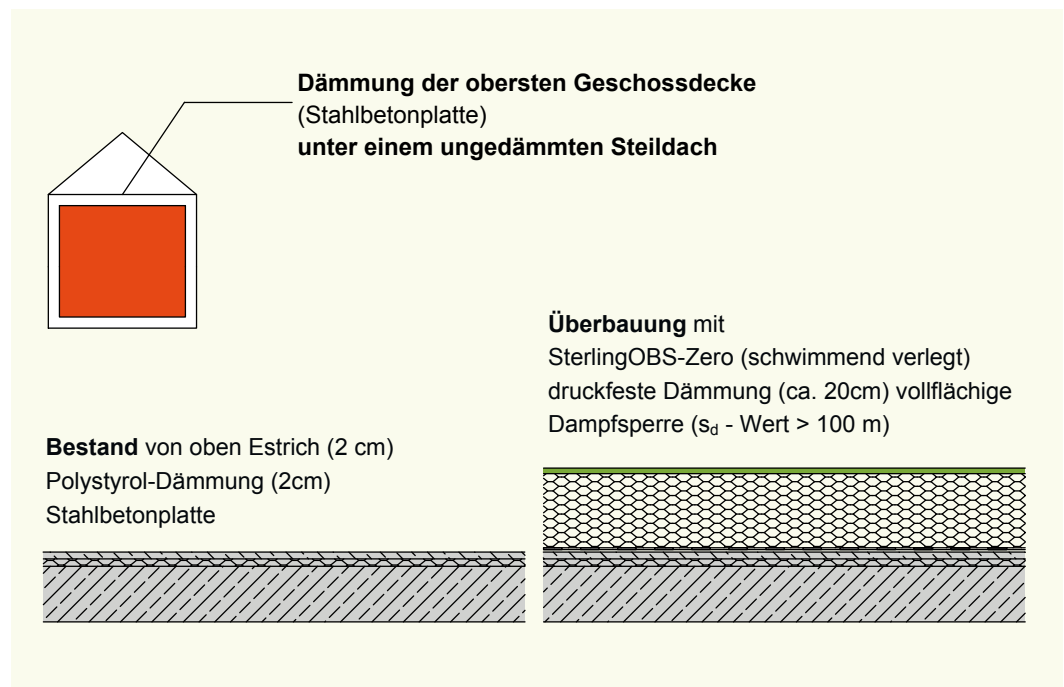 Dämmung der obersten Geschossdecke
(Stahlbetonplatte)
unter einem ungedämmten Steildach
Überbauung mit
SterlingOBS-Zero (schwimmend verlegt)
druckfeste Dämmung (ca. 20cm) vollflächige
Dampfsperre (sd - Wert > 100 m)
Bestand von oben Estrich (2 cm)
Polystyrol-Dämmung (2cm)
Stahlbetonplatte